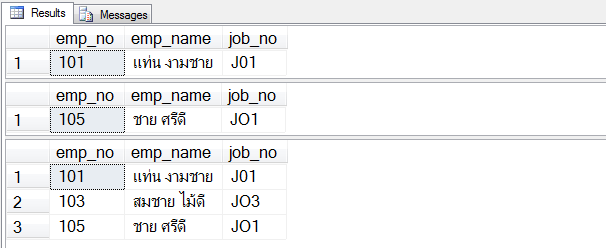 Results Messages
emp_no emp_name job_no
1 101 แท่น งามชาย J01
emp_no emp_name job_no
1 105 ชาย ศรีดี JO1
emp_no emp_name job_no
1 101 แท่น งามชาย J01
2 103 สมชาย ไม้ดี JO3
3 105 ชาย ศรีดี JO1